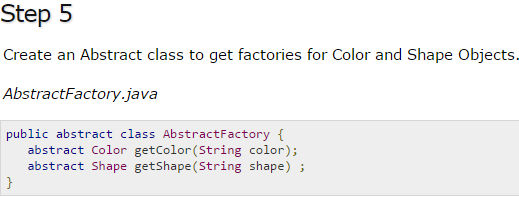 Step 5
Create an Abstract class to get factories for Color and Shape Objects.
AbstractFactory.java
public abstract class AbstractFactory {
   abstract Color getColor(String color);
   abstract Shape getShape(String shape) ;
}